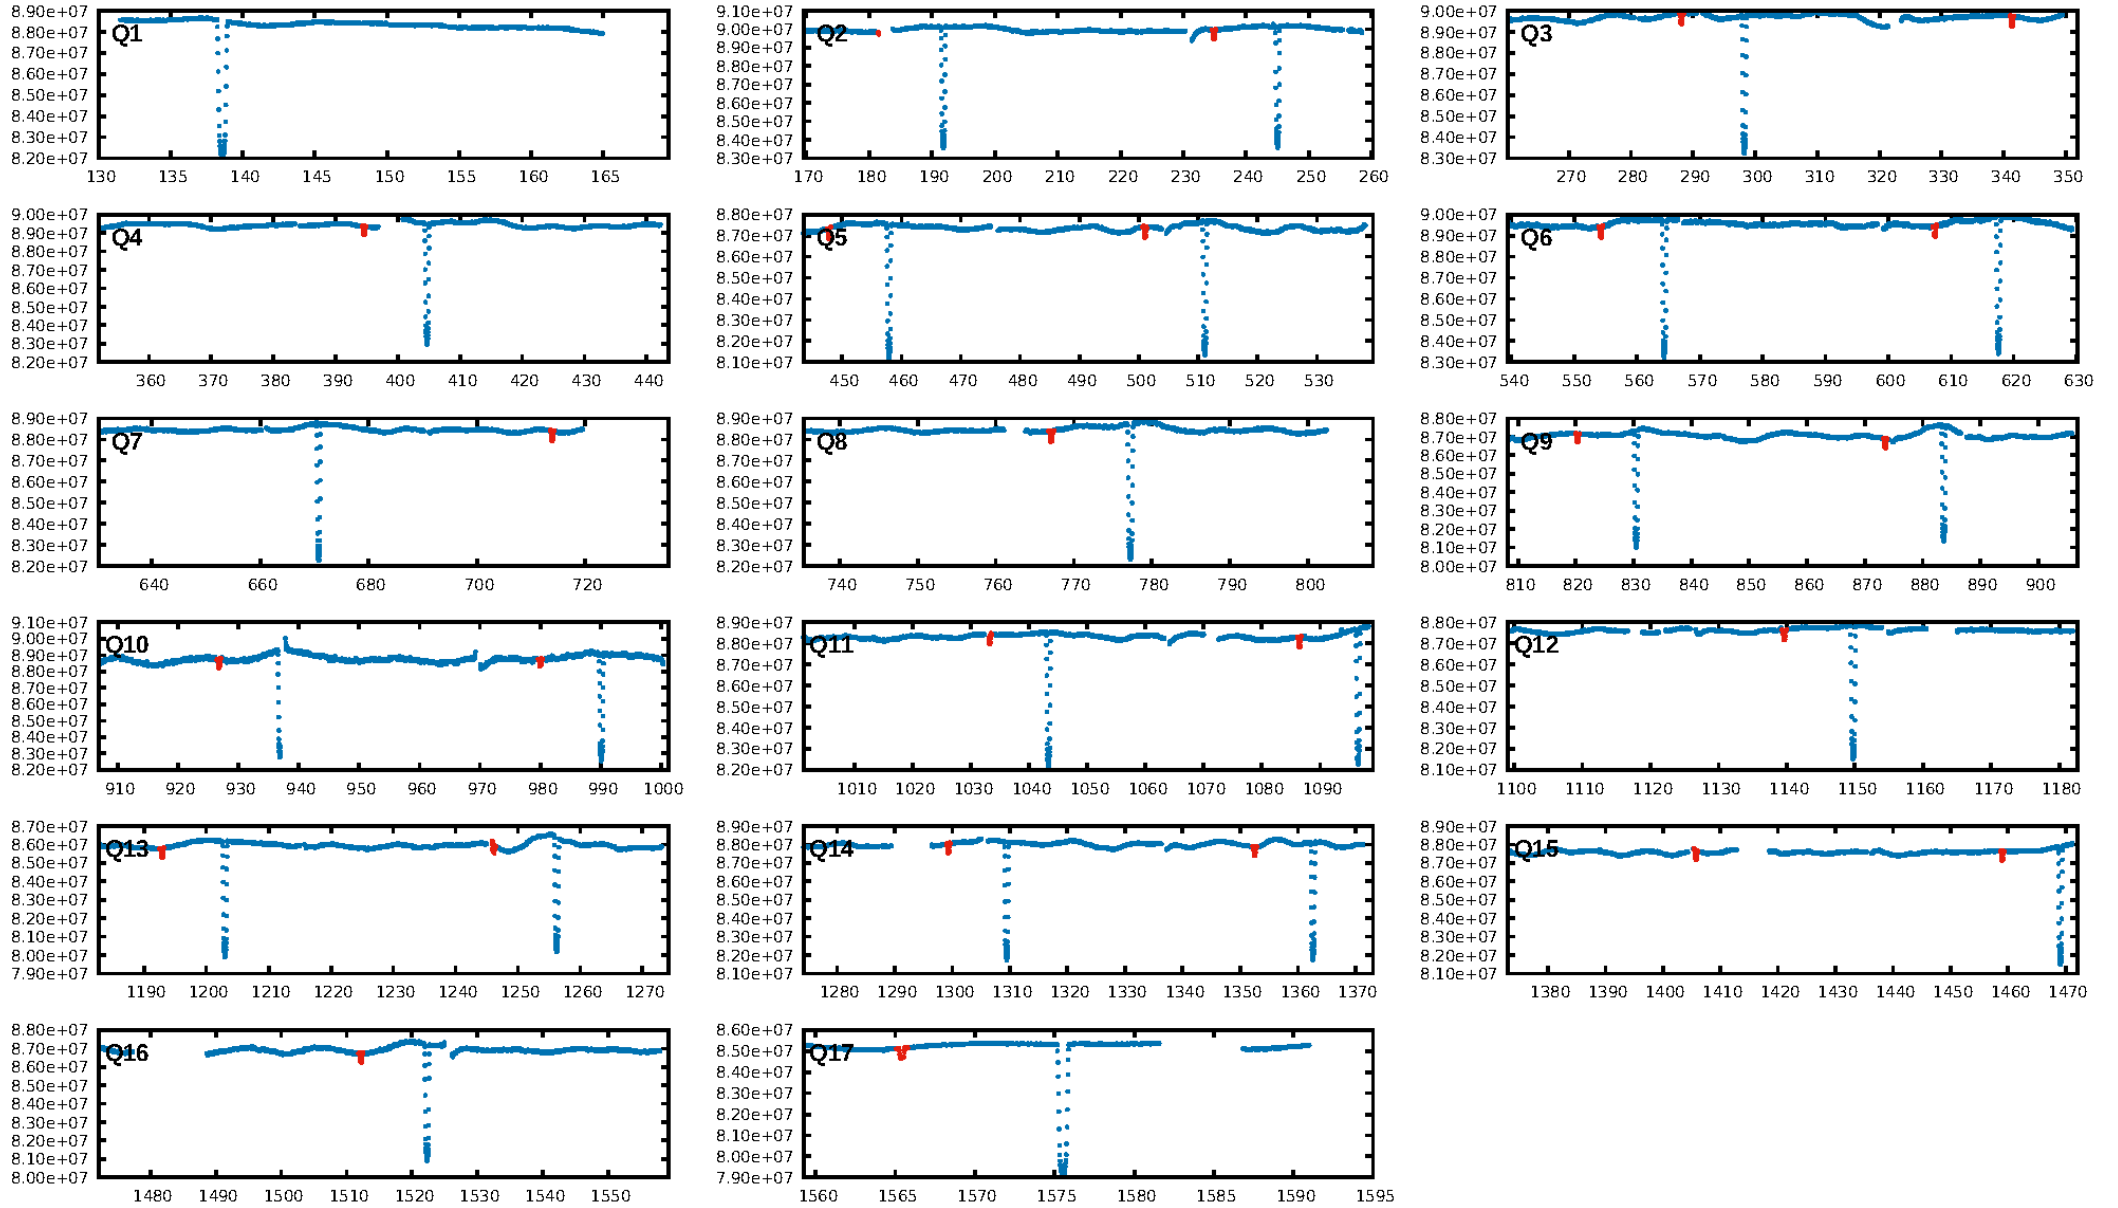 8.90e+07 8.80e+07 8.70e+07 8.60e+07 8.50e+07 8.40e+07 8.30e+07 8.20e+07
Q1
130 135 140 145 150 155 160 165
9.10e+07 9.00e+07 8.90e+07 8.80e+07 8.70e+07 8.60e+07 8.50e+07 8.40e+07 8.30e+07
Q2
170 180 190 200 210 220 230 240 250 260
9.00e+07 8.90e+07 8.80e+07 8.70e+07 8.60e+07 8.50e+07 8.40e+07 8.30e+07
Q3
270 280 290 300 310 320 330 340 350
9.00e+07 8.90e+07 8.80e+07 8.70e+07 8.60e+07 8.50e+07 8.40e+07 8.30e+07 8.20e+07
Q4
360 370 380 390 400 410 420 430 440
8.80e+07 8.70e+07 8.60e+07 8.50e+07 8.40e+07 8.30e+07 8.20e+07 8.10e+07
Q5
450 460 470 480 490 500 510 520 530
9.00e+07 8.90e+07 8.80e+07 8.70e+07 8.60e+07 8.50e+07 8.40e+07 8.30e+07
Q6
540 550 560 570 580 590 600 610 620 630
8.90e+07 8.80e+07 8.70e+07 8.60e+07 8.50e+07 8.40e+07 8.30e+07 8.20e+07
Q7
640 660 680 700 720
8.90e+07 8.80e+07 8.70e+07 8.60e+07 8.50e+07 8.40e+07 8.30e+07 8.20e+07
Q8
740 750 760 770 780 790 800
8.80e+07 8.70e+07 8.60e+07 8.50e+07 8.40e+07 8.30e+07 8.20e+07 8.10e+07 8.00e+07
Q9
810 820 830 840 850 860 870 880 890 900
9.10e+07 9.00e+07 8.90e+07 8.80e+07 8.70e+07 8.60e+07 8.50e+07 8.40e+07 8.30e+07 8.20e+07
Q10
910 920 930 940 950 960 970 980 990 1000
8.90e+07 8.80e+07 8.70e+07 8.60e+07 8.50e+07 8.40e+07 8.30e+07 8.20e+07
Q11
1010 1020 1030 1040 1050 1060 1070 1080 1090
8.80e+07 8.70e+07 8.60e+07 8.50e+07 8.40e+07 8.30e+07 8.20e+07 8.10e+07
Q12
1100 1110 1120 1130 1140 1150 1160 1170 1180
8.70e+07 8.60e+07 8.50e+07 8.40e+07 8.30e+07 8.20e+07 8.10e+07 8.00e+07 7.90e+07
Q13
1190 1200 1210 1220 1230 1240 1250 1260 1270
8.90e+07 8.80e+07 8.70e+07 8.60e+07 8.50e+07 8.40e+07 8.30e+07 8.20e+07 8.10e+07
Q14
1280 1290 1300 1310 1320 1330 1340 1350 1360 1370
8.90e+07 8.80e+07 8.70e+07 8.60e+07 8.50e+07 8.40e+07 8.30e+07 8.20e+07 8.10e+07
Q15
1380 1390 1400 1410 1420 1430 1440 1450 1460 1470
8.80e+07 8.70e+07 8.60e+07 8.50e+07 8.40e+07 8.30e+07 8.20e+07 8.10e+07 8.00e+07
Q16
1480 1490 1500 1510 1520 1530 1540 1550
8.60e+07 8.50e+07 8.40e+07 8.30e+07 8.20e+07 8.10e+07 8.00e+07 7.90e+07
Q17
1560 1565 1570 1575 1580 1585 1590 1595